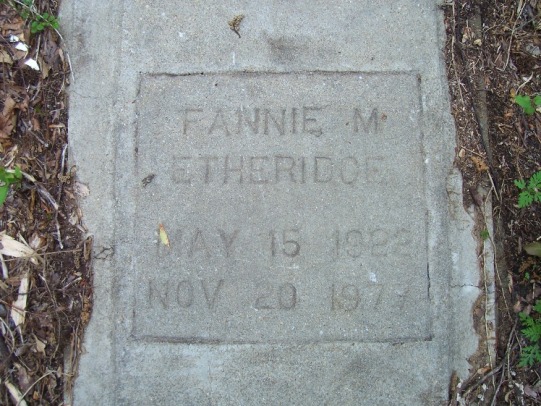 FANNIE M
ETHERIDGE
MAY 15 1922
NOV 20 1977